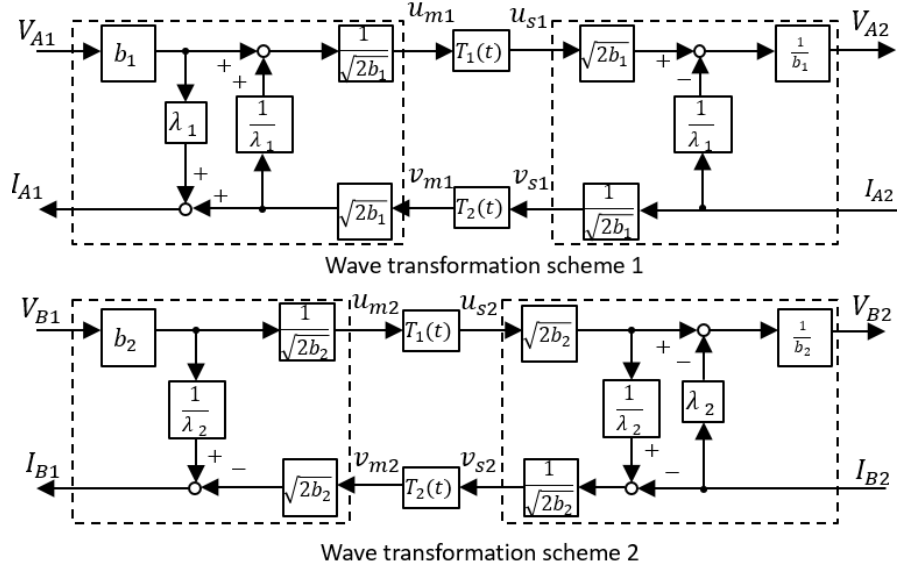 V_{A1} b_1 + + 1/√2b_1 u_{m1} T_1(t) u_{s1} √2b_1 + − 1/b_1 V_{A2}
λ_1 1/λ_1 1/λ_1
I_{A1} + + √2b_1 v_{m1} T_2(t) v_{s1} 1/√2b_1 I_{A2}
Wave transformation scheme 1
V_{B1} b_2 1/√2b_2 u_{m2} T_1(t) u_{s2} √2b_2 + − 1/b_2 V_{B2}
1/λ_2 1/λ_2 λ_2
I_{B1} + − √2b_2 v_{m2} T_2(t) v_{s2} 1/√2b_2 + − I_{B2}
Wave transformation scheme 2